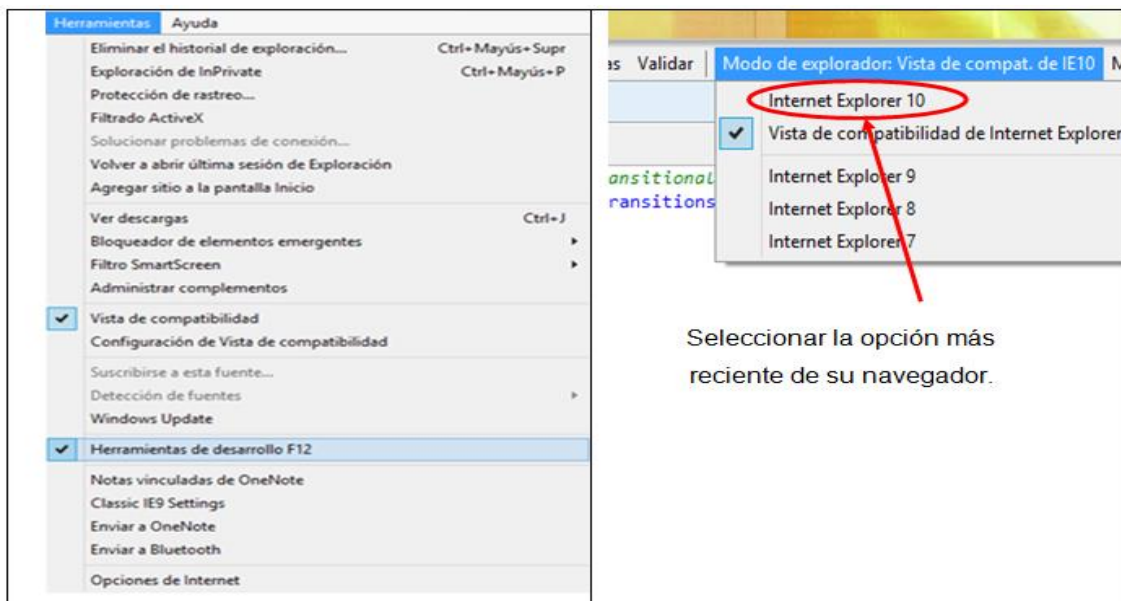 Herramientas Ayuda
Eliminar el historial de exploración... Ctrl+Mayús+Supr
Exploración de InPrivate Ctrl+Mayús+P
Protección de rastreo...
Filtrado ActiveX
Solucionar problemas de conexión...
Volver a abrir última sesión de Exploración
Agregar sitio a la pantalla Inicio
Ver descargas Ctrl+J
Bloqueador de elementos emergentes
Filtro SmartScreen
Administrar complementos
Vista de compatibilidad
Configuración de Vista de compatibilidad
Suscribirse a esta fuente...
Detección de fuentes
Windows Update
Herramientas de desarrollo F12
Notas vinculadas de OneNote
Classic IE9 Settings
Enviar a OneNote
Enviar a Bluetooth
Opciones de Internet
as Validar Modo de explorador: Vista de compat. de IE10 M
Internet Explorer 10
Vista de compatibilidad de Internet Explorer
ansitional
ransitions
Internet Explorer 9
Internet Explorer 8
Internet Explorer 7
Seleccionar la opción más
reciente de su navegador.